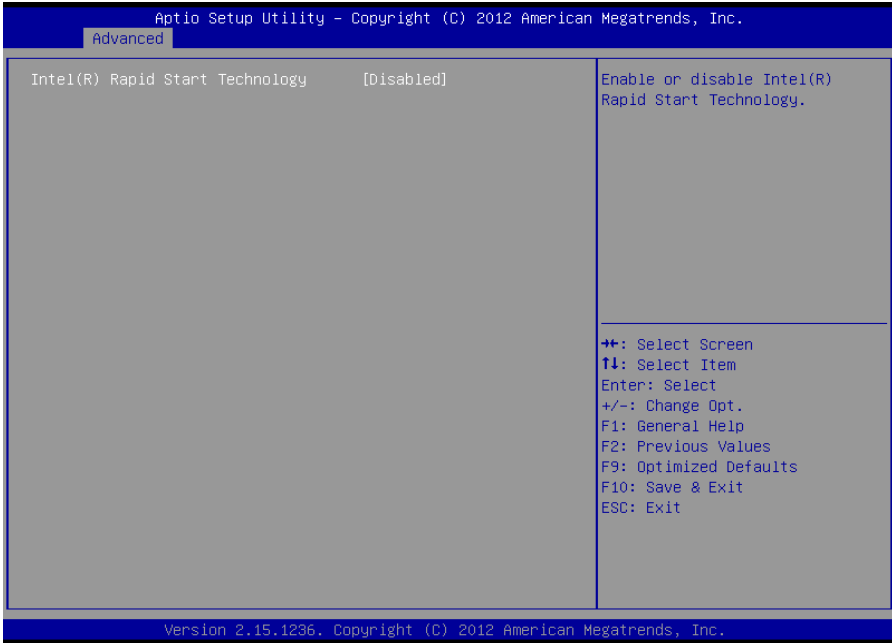 Aptio Setup Utility – Copyright (C) 2012 American Megatrends, Inc.
Advanced
Intel(R) Rapid Start Technology [Disabled]
Enable or disable Intel(R)
Rapid Start Technology.
→←: Select Screen
↑↓: Select Item
Enter: Select
+/-: Change Opt.
F1: General Help
F2: Previous Values
F9: Optimized Defaults
F10: Save & Exit
ESC: Exit
Version 2.15.1236. Copyright (C) 2012 American Megatrends, Inc.